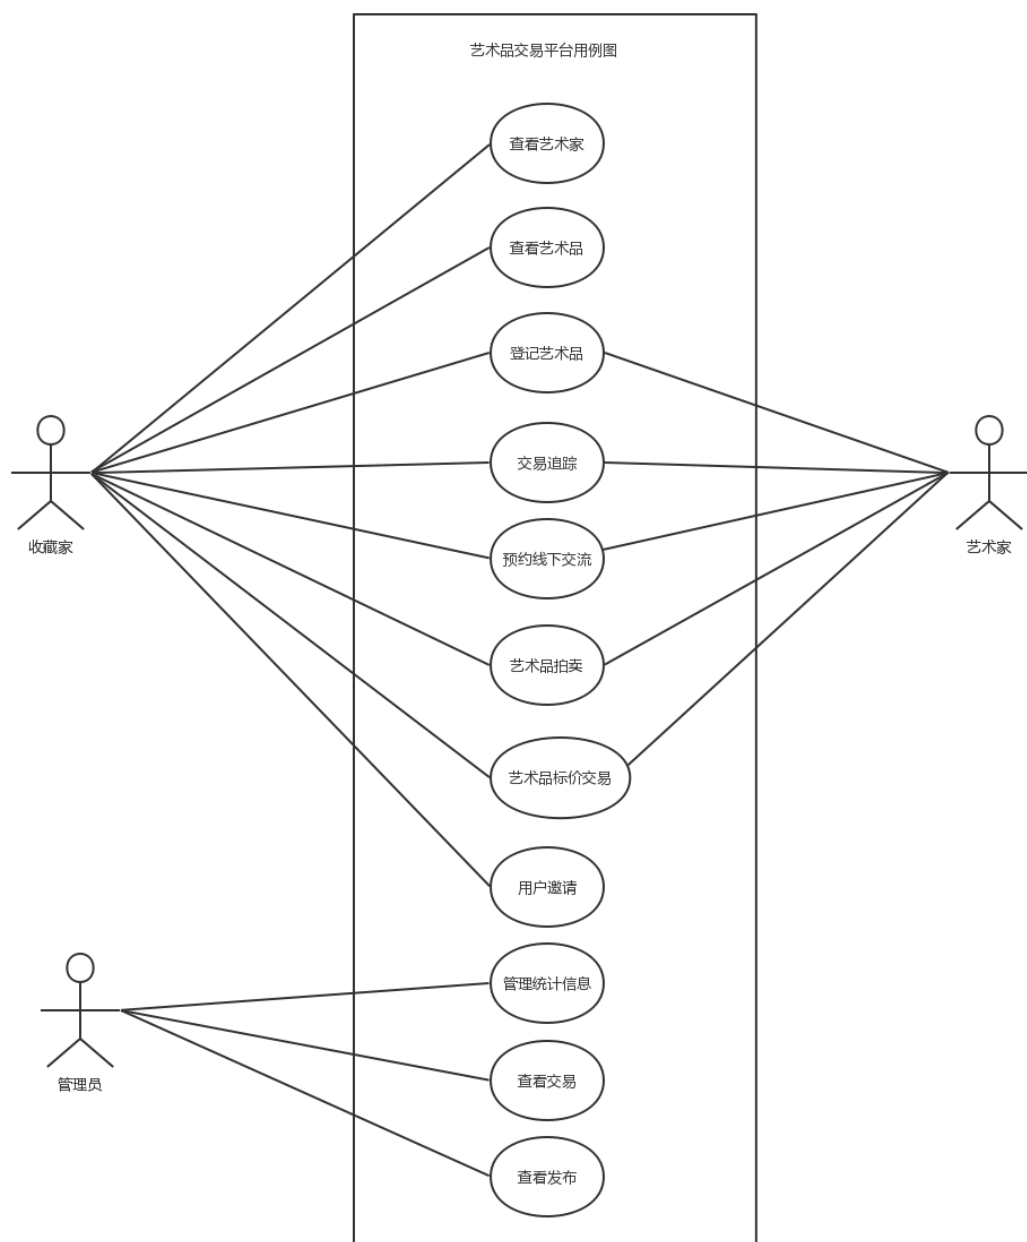 艺术品交易平台用例图
查看艺术家
查看艺术品
登记艺术品
交易追踪
收藏家
艺术家
预约线下交流
艺术品拍卖
艺术品标价交易
用户邀请
管理统计信息
管理员
查看交易
查看发布